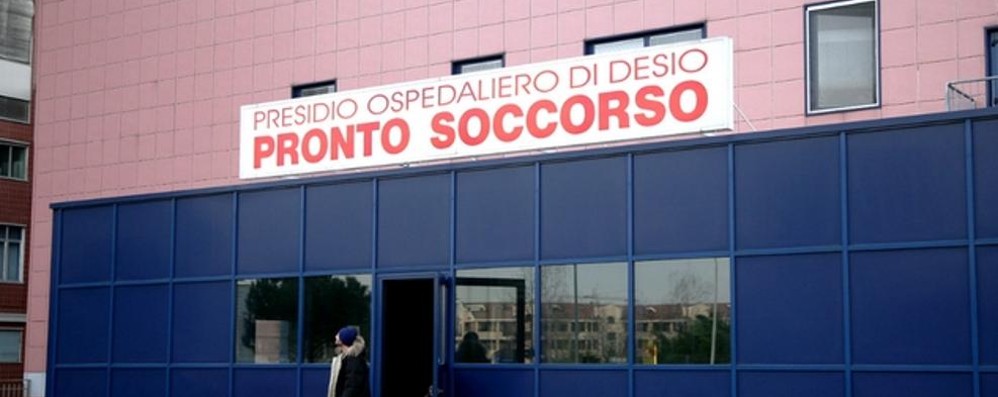 PRESIDIO OSPEDALIERO DI DESIO
PRONTO SOCCORSO